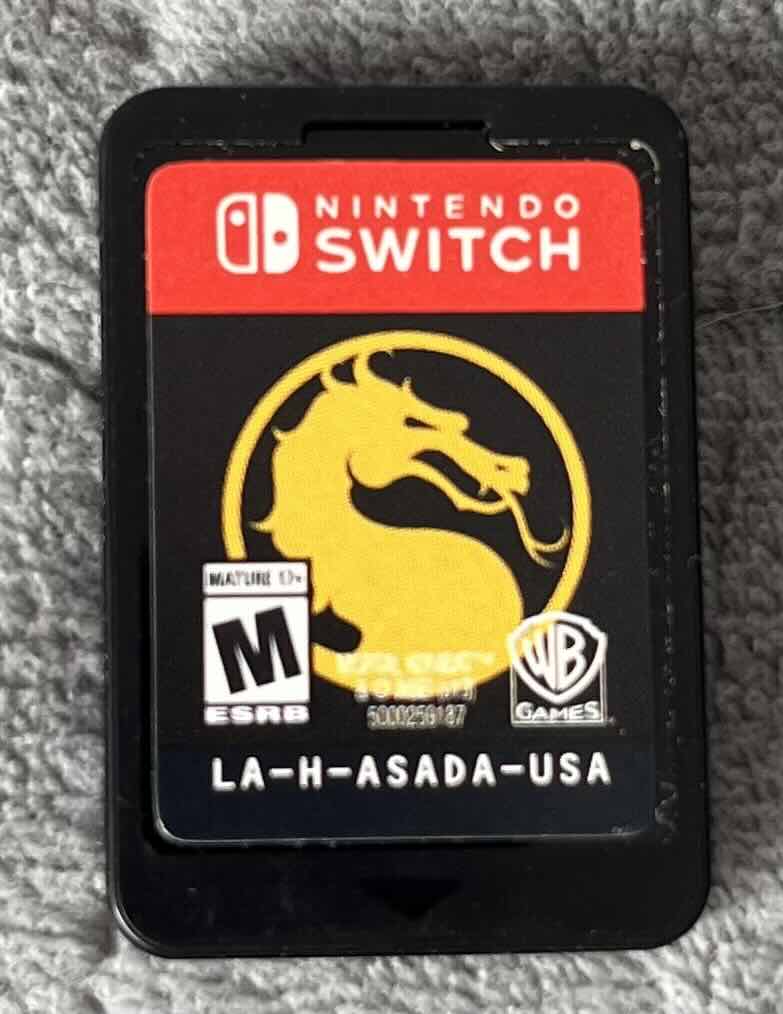 NINTENDO
SWITCH
MATURE 17+
M
ESRB
WB
GAMES
LA-H-ASADA-USA